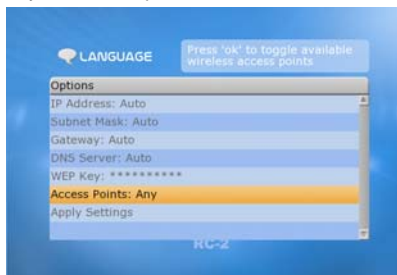 LANGUAGE
Press 'ok' to toggle available
wireless access points
Options
IP Address: Auto
Subnet Mask: Auto
Gateway: Auto
DNS Server: Auto
WEP Key: **********
Access Points: Any
Apply Settings
RC-2